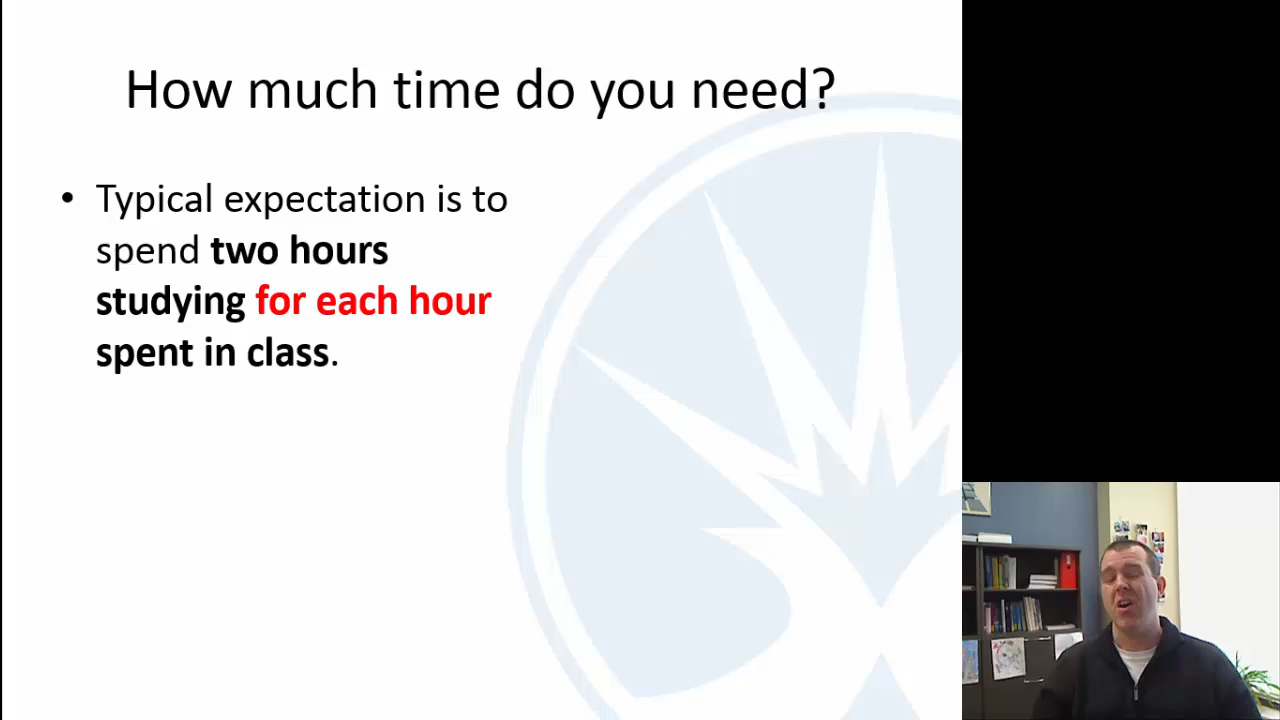 How much time do you need?
• Typical expectation is to
spend two hours
studying for each hour
spent in class.